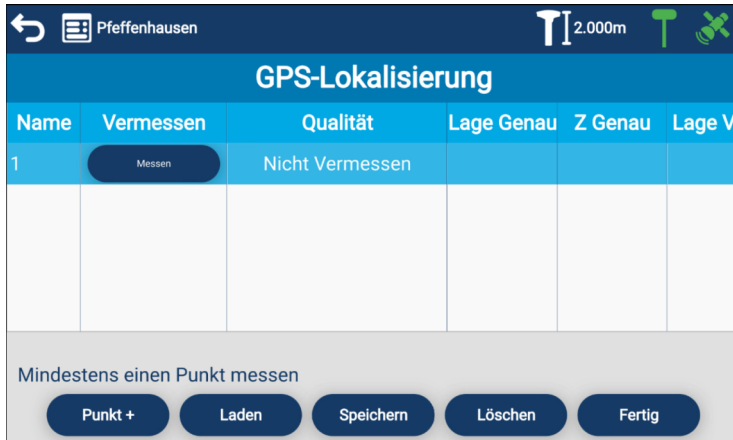 Pfeffenhausen 2.000m
GPS-Lokalisierung
Name Vermessen Qualität Lage Genau Z Genau Lage V
1 Messen Nicht Vermessen
Mindestens einen Punkt messen
Punkt + Laden Speichern Löschen Fertig